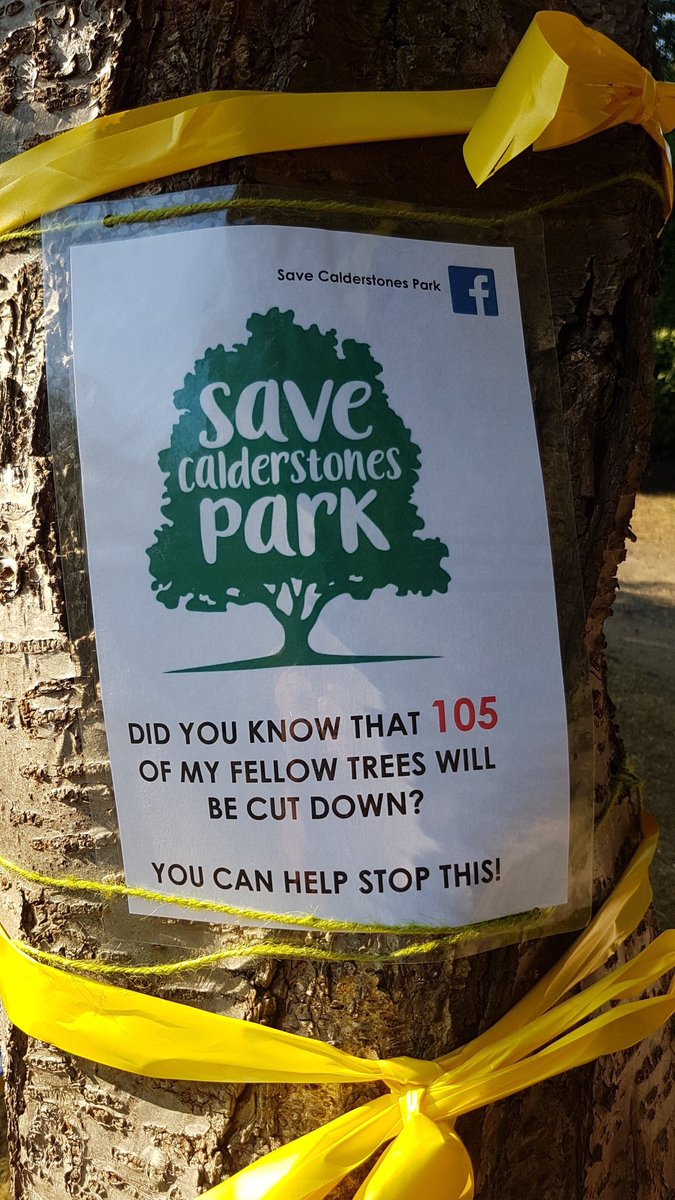 Save Calderstones Park f
save
calderstones
park
DID YOU KNOW THAT 105
OF MY FELLOW TREES WILL
BE CUT DOWN?
YOU CAN HELP STOP THIS!